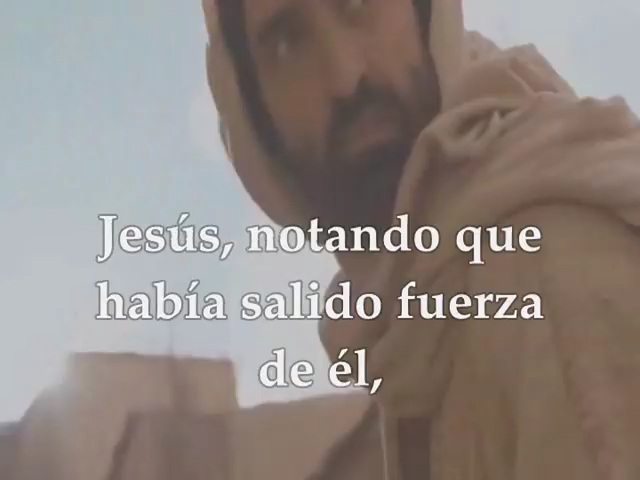 Jesús, notando que
había salido fuerza
de él,